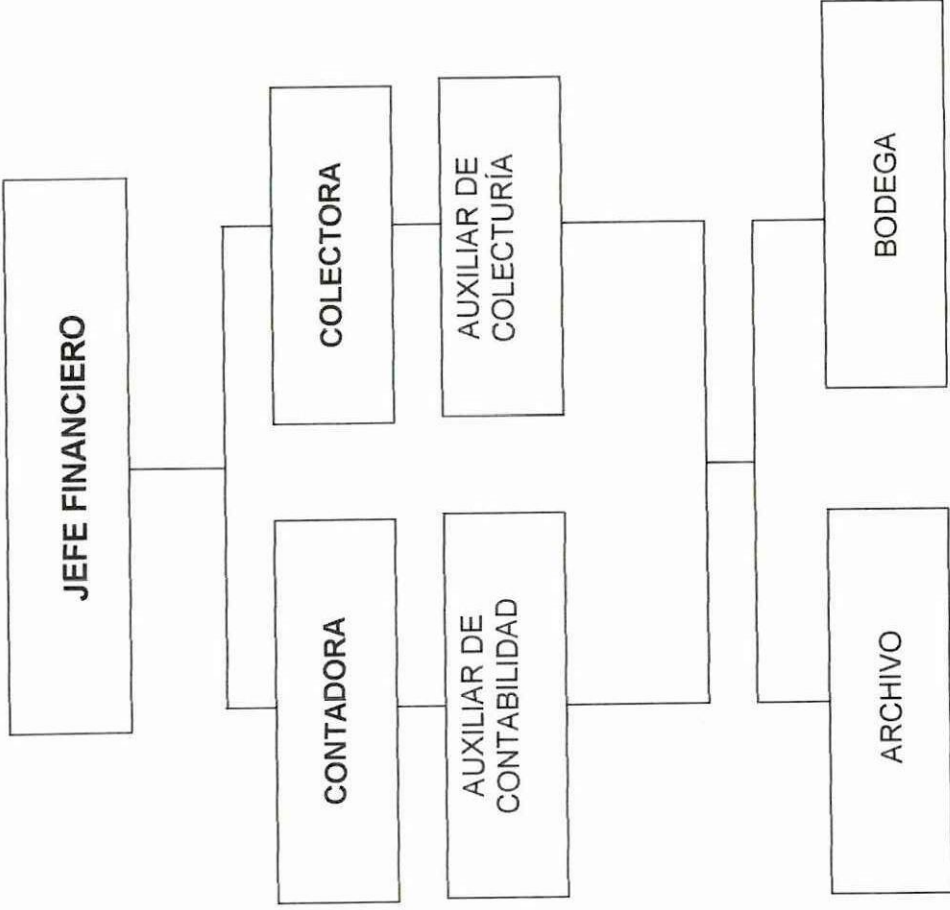 JEFE FINANCIERO
CONTADORA
COLECTORA
AUXILIAR DE
CONTABILIDAD
AUXILIAR DE
COLECTURÍA
ARCHIVO
BODEGA